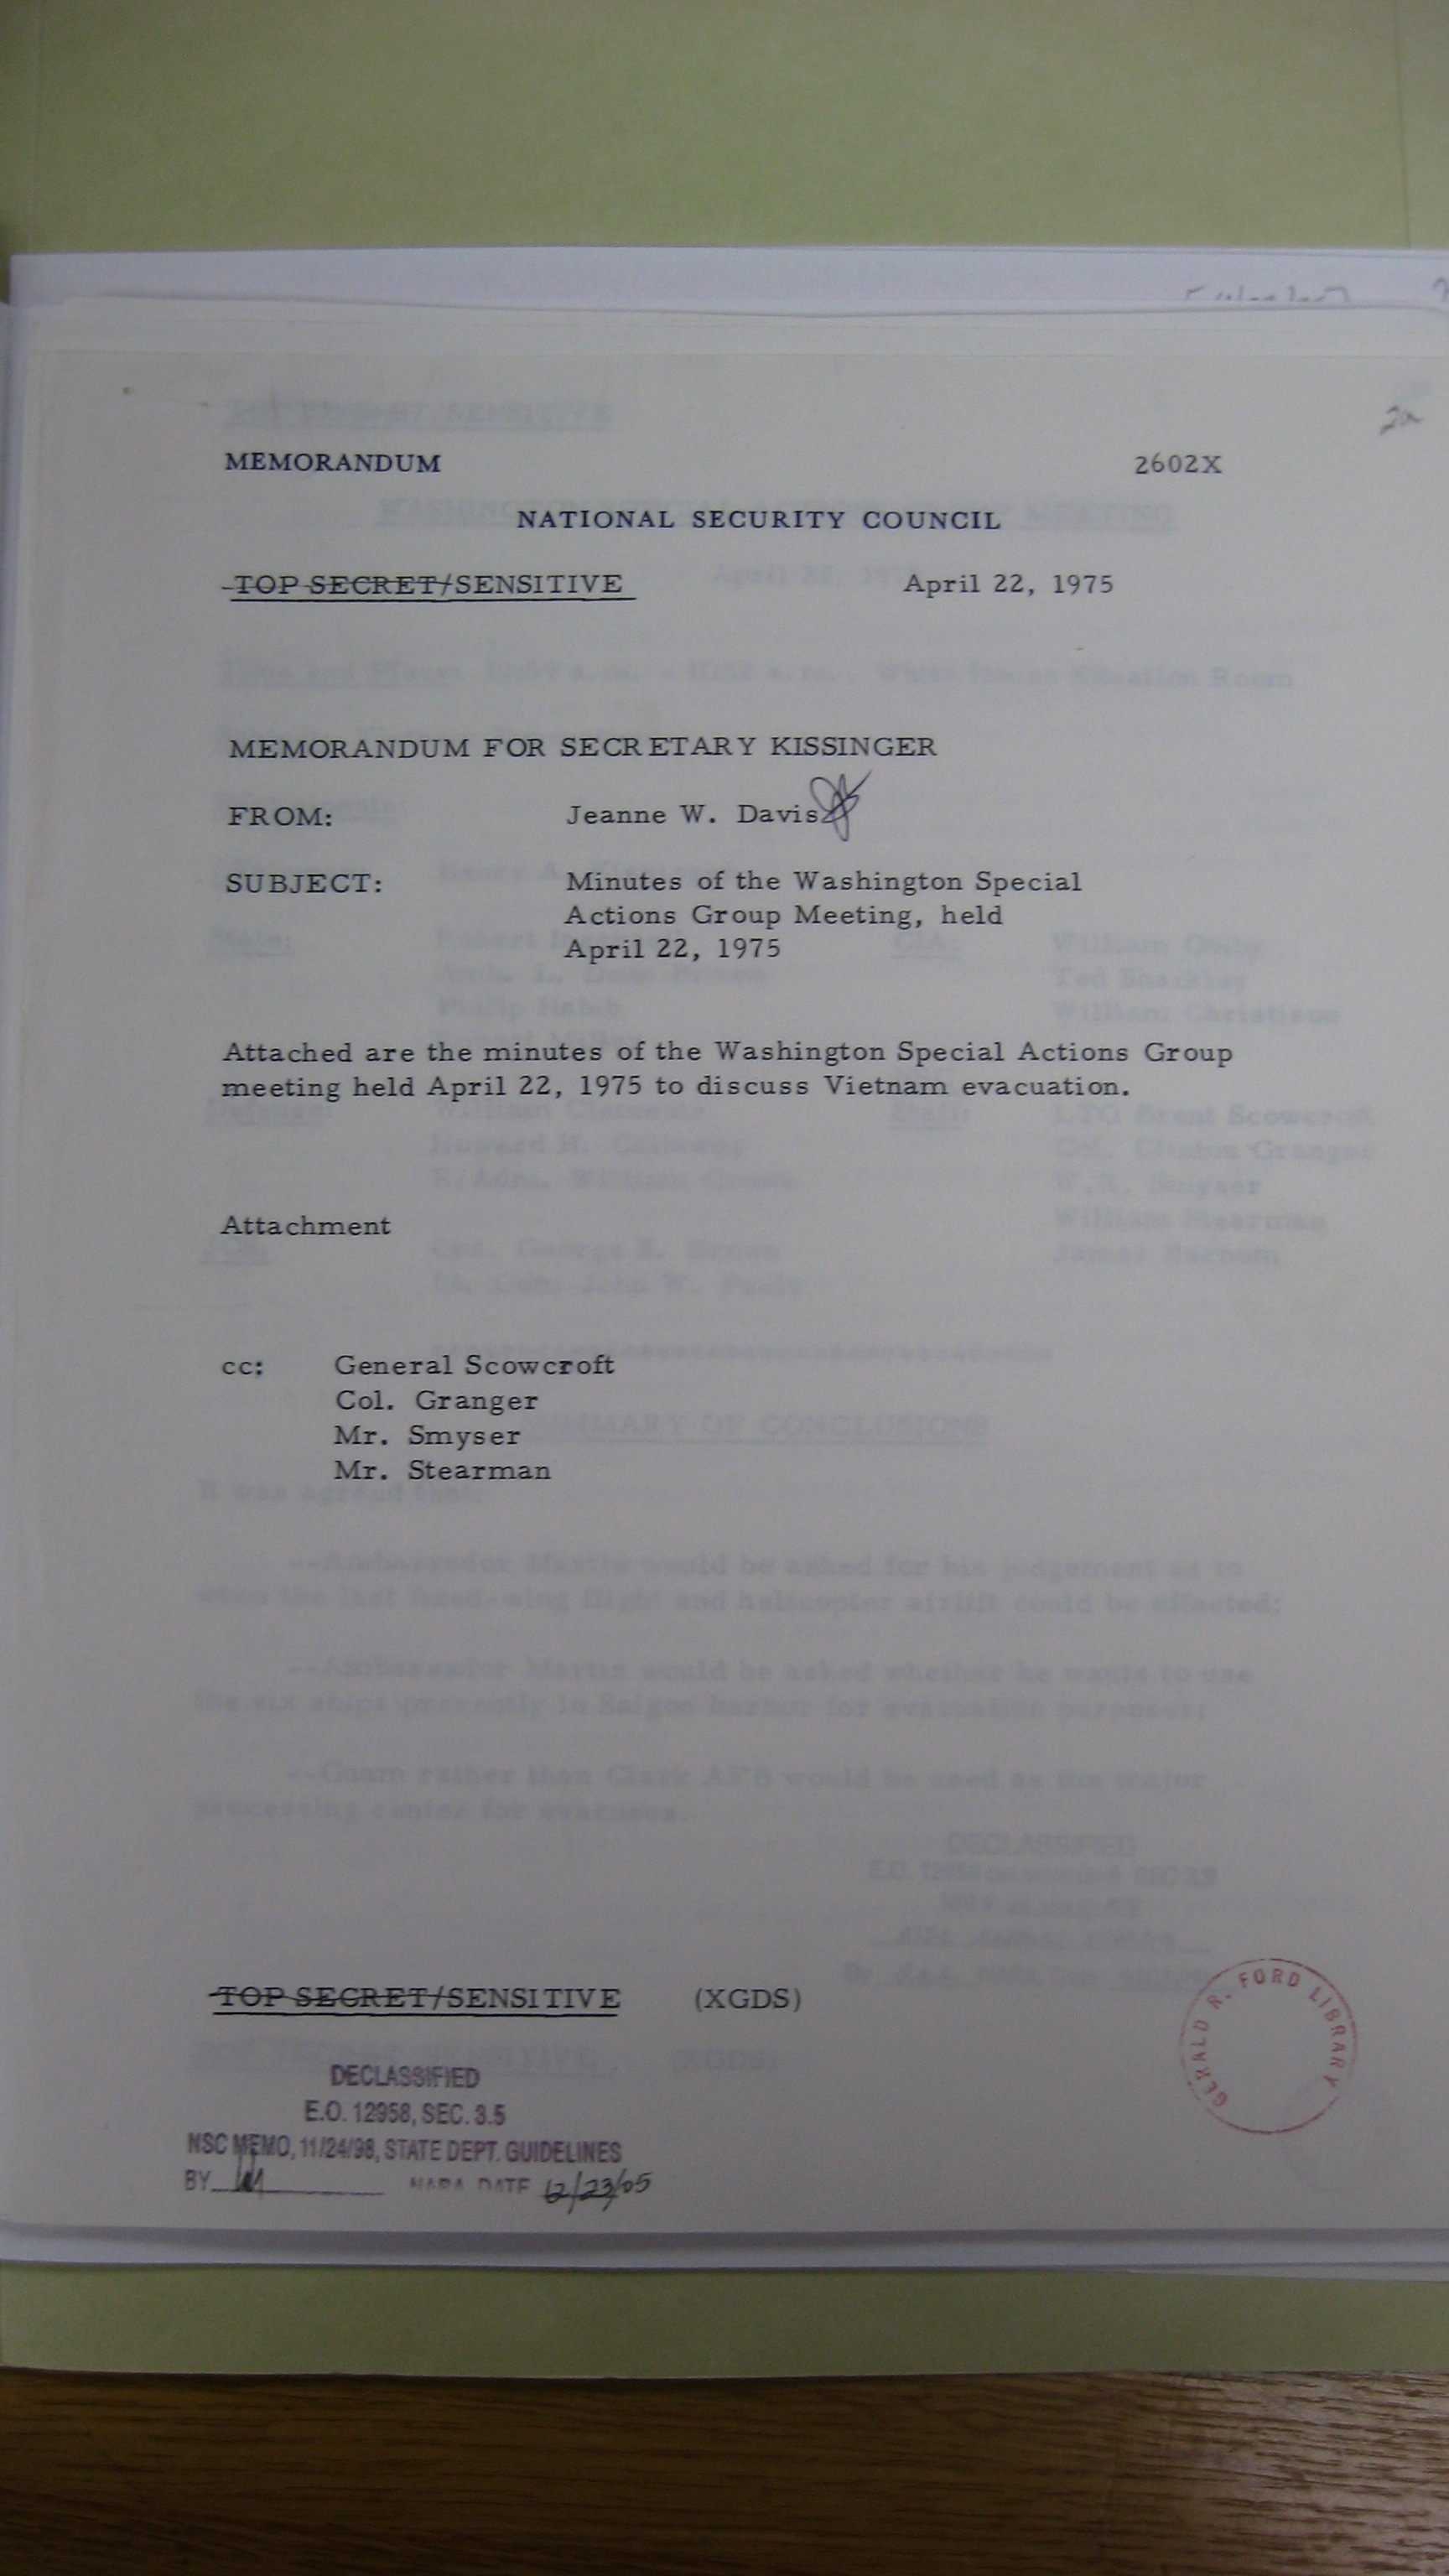 2a
MEMORANDUM 2602X
NATIONAL SECURITY COUNCIL
TOP SECRET/SENSITIVE April 22, 1975
MEMORANDUM FOR SECRETARY KISSINGER
FROM: Jeanne W. Davis
SUBJECT: Minutes of the Washington Special
Actions Group Meeting, held
April 22, 1975
Attached are the minutes of the Washington Special Actions Group
meeting held April 22, 1975 to discuss Vietnam evacuation.
Attachment
cc: General Scowcroft
Col. Granger
Mr. Smyser
Mr. Stearman
TOP SECRET/SENSITIVE (XGDS)
DECLASSIFIED
E.O. 12958, SEC. 3.5
NSC MEMO, 11/24/98, STATE DEPT. GUIDELINES
BY NARA DATE 12/23/05
GERALD R. FORD LIBRARY